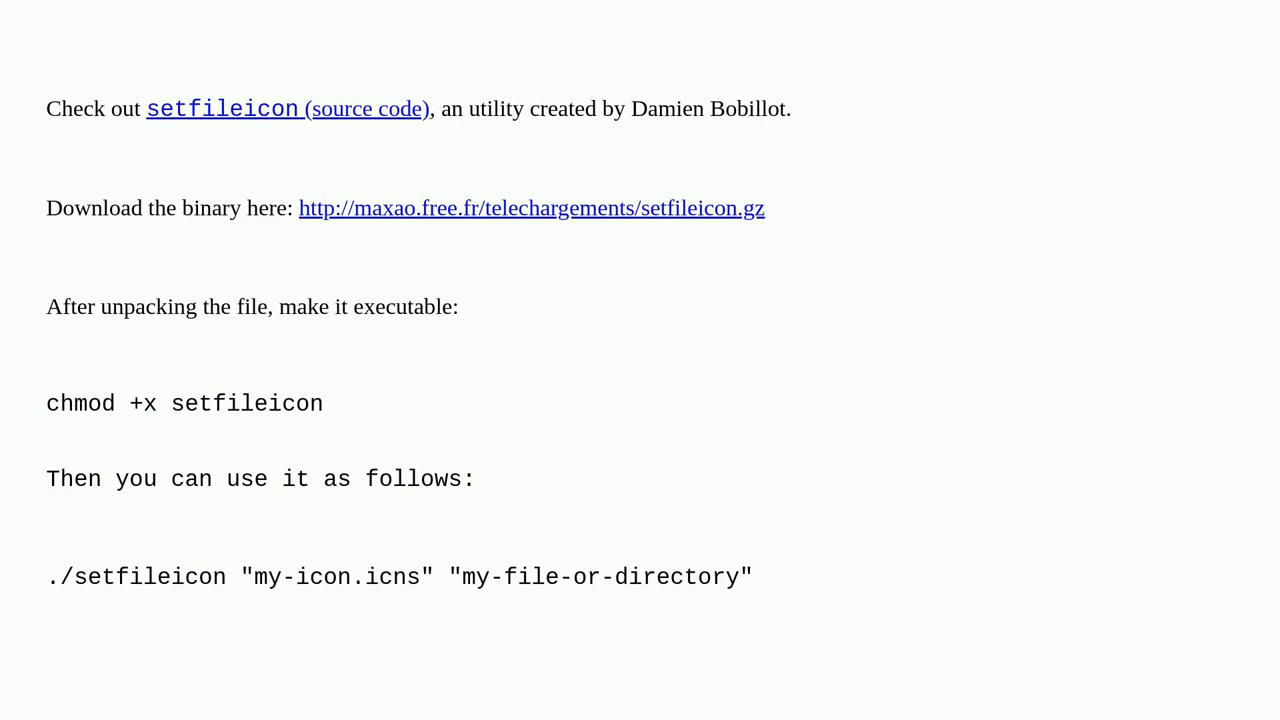 Check out setfileicon (source code), an utility created by Damien Bobillot.
Download the binary here: http://maxao.free.fr/telechargements/setfileicon.gz
After unpacking the file, make it executable:
chmod +x setfileicon
Then you can use it as follows:
./setfileicon "my-icon.icns" "my-file-or-directory"